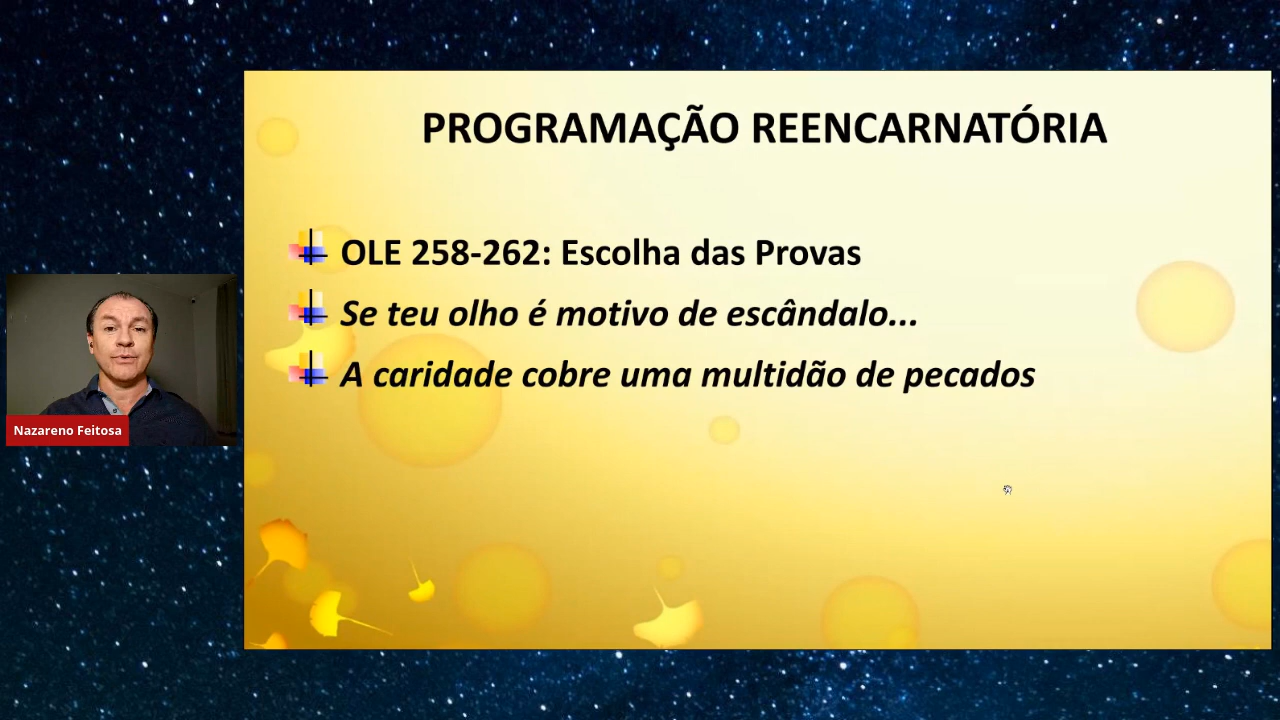 PROGRAMAÇÃO REENCARNATÓRIA
OLE 258-262: Escolha das Provas
Se teu olho é motivo de escândalo...
A caridade cobre uma multidão de pecados
Nazareno Feitosa